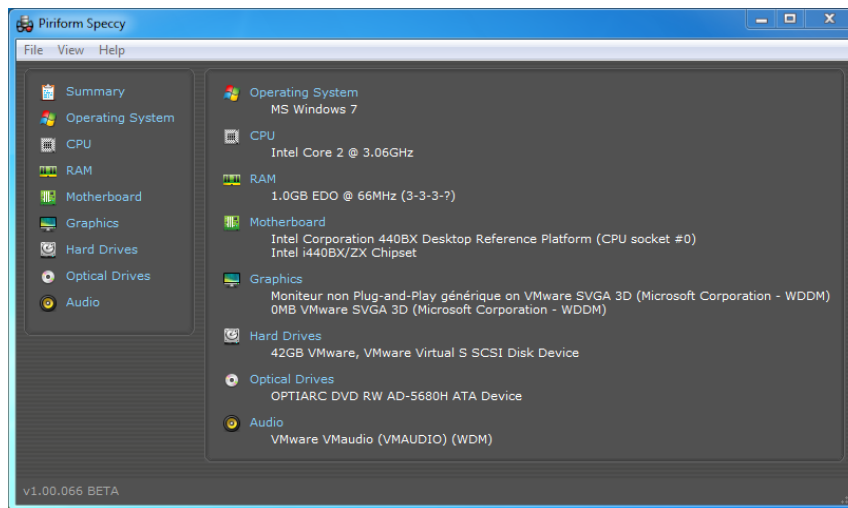 Piriform Speccy
File View Help
Summary
Operating System
CPU
RAM
Motherboard
Graphics
Hard Drives
Optical Drives
Audio
Operating System
MS Windows 7
CPU
Intel Core 2 @ 3.06GHz
RAM
1.0GB EDO @ 66MHz (3-3-3-?)
Motherboard
Intel Corporation 440BX Desktop Reference Platform (CPU socket #0)
Intel i440BX/ZX Chipset
Graphics
Moniteur non Plug-and-Play générique on VMware SVGA 3D (Microsoft Corporation - WDDM)
0MB VMware SVGA 3D (Microsoft Corporation - WDDM)
Hard Drives
42GB VMware, VMware Virtual S SCSI Disk Device
Optical Drives
OPTIARC DVD RW AD-5680H ATA Device
Audio
VMware VMaudio (VMAUDIO) (WDM)
v1.00.066 BETA